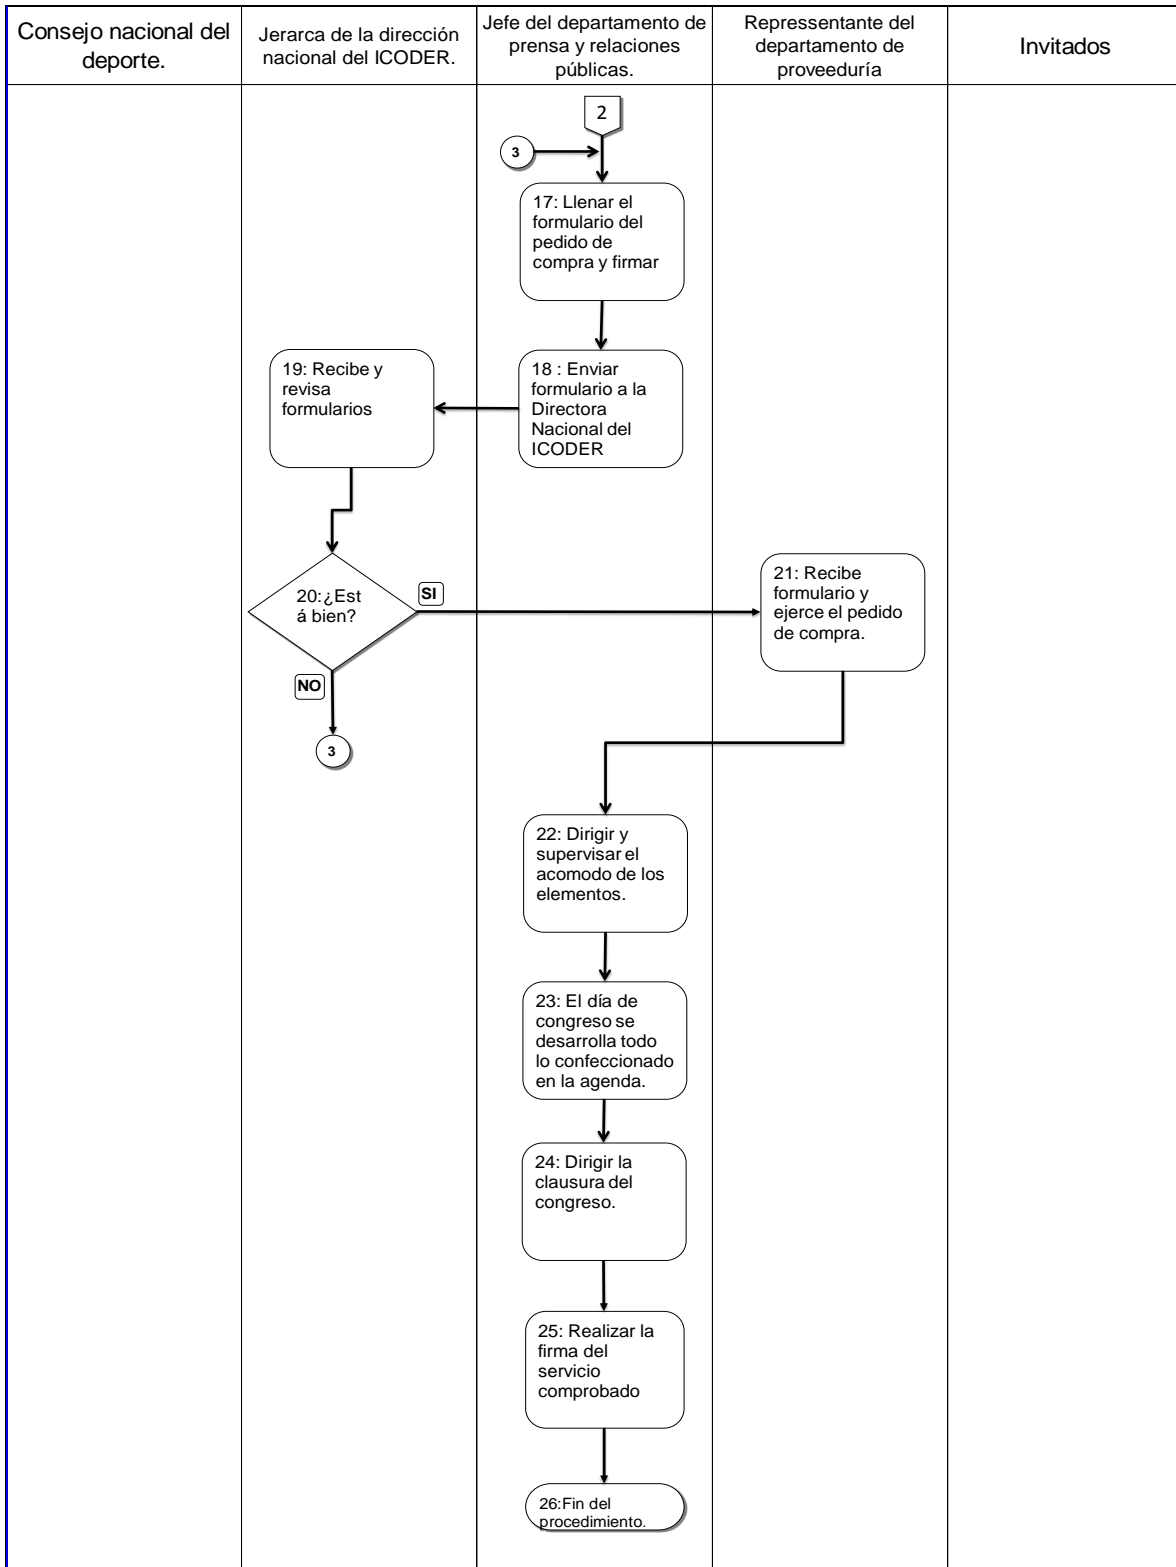 Consejo nacional del
deporte.
Jerarca de la dirección
nacional del ICODER.
Jefe del departamento de
prensa y relaciones
públicas.
Repressentante del
departamento de
proveeduría
Invitados
2
3
17: Llenar el
formulario del
pedido de
compra y firmar
18 : Enviar
formulario a la
Directora
Nacional del
ICODER
19: Recibe y
revisa
formularios
20:¿Est
á bien?
SI
NO
3
21: Recibe
formulario y
ejerce el pedido
de compra.
22: Dirigir y
supervisar el
acomodo de los
elementos.
23: El día de
congreso se
desarrolla todo
lo confeccionado
en la agenda.
24: Dirigir la
clausura del
congreso.
25: Realizar la
firma del
servicio
comprobado
26:Fin del
procedimiento.